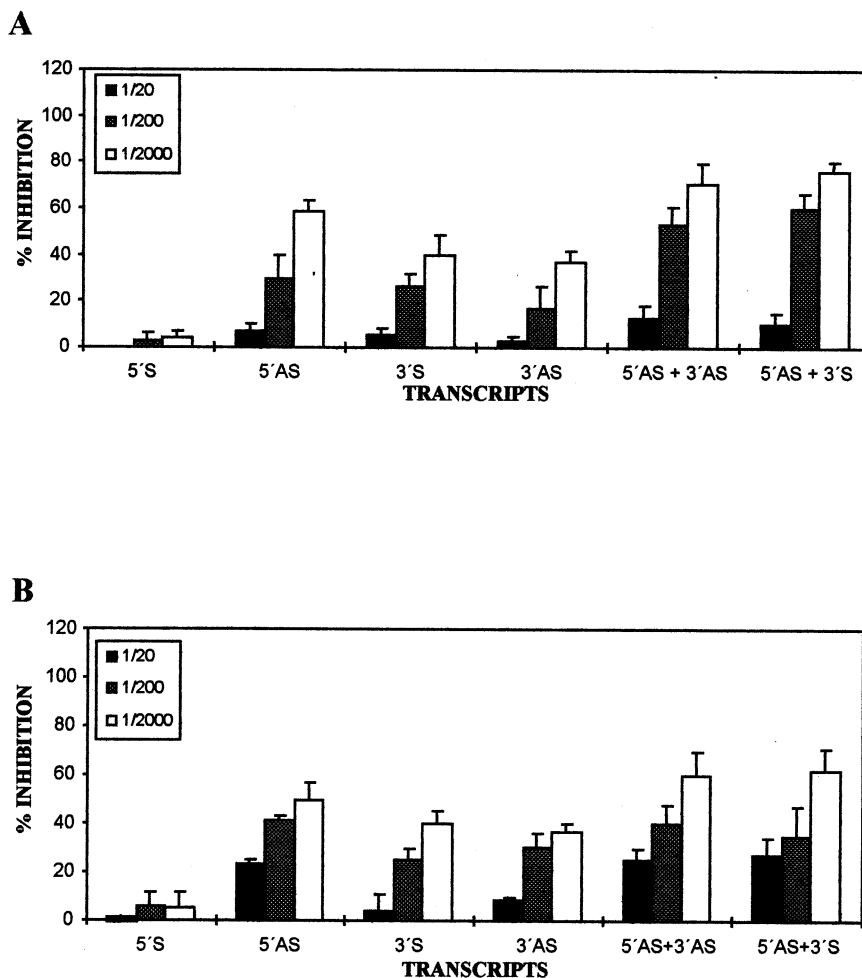 A
120
100
80
60
40
20
0
% INHIBITION
1/20
1/200
1/2000
5´S 5´AS 3´S 3´AS 5´AS + 3´AS 5´AS + 3´S
TRANSCRIPTS
B
120
100
80
60
40
20
0
% INHIBITION
1/20
1/200
1/2000
5´S 5´AS 3´S 3´AS 5´AS+3´AS 5´AS+3´S
TRANSCRIPTS